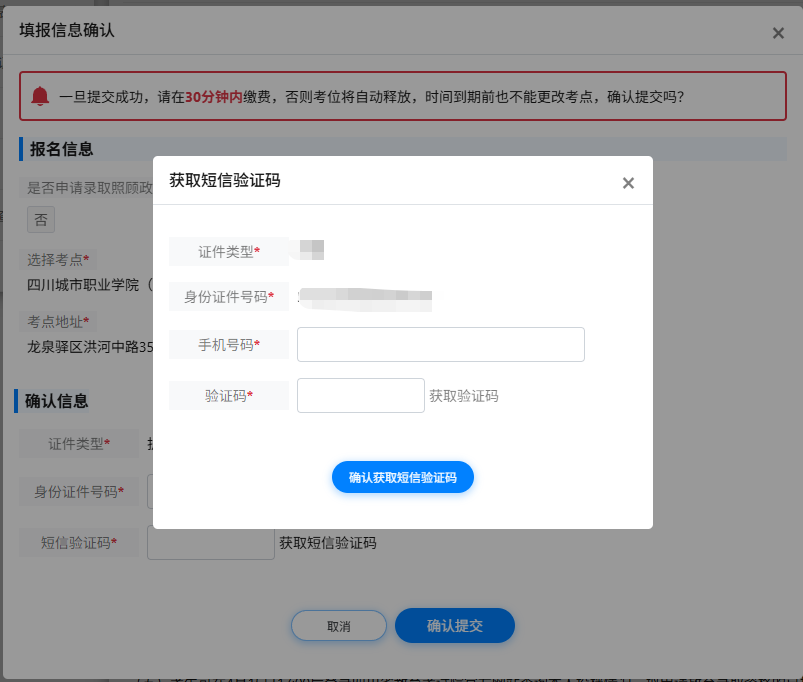 填报信息确认
一旦提交成功，请在30分钟内缴费，否则考位将自动释放，时间到期前也不能更改考点，确认提交吗？
报名信息
是否申请录取照顾政
否
选择考点*
四川城市职业学院（
考点地址*
龙泉驿区洪河中路35
确认信息
证件类型*
身份证件号码*
短信验证码*
获取短信验证码
取消
确认提交
获取短信验证码
证件类型*
身份证件号码*
手机号码*
验证码*
获取验证码
确认获取短信验证码